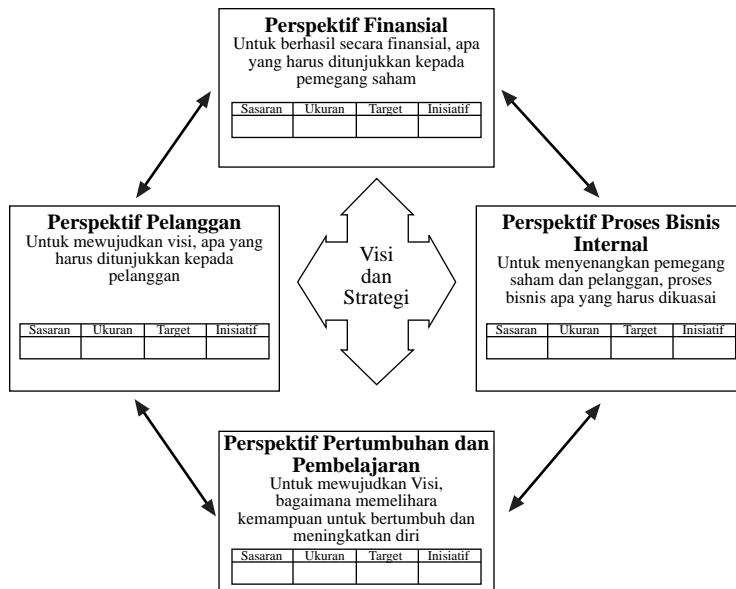 Perspektif Finansial
Untuk berhasil secara finansial, apa
yang harus ditunjukkan kepada
pemegang saham
Sasaran Ukuran Target Inisiatif
Perspektif Pelanggan
Untuk mewujudkan visi, apa yang
harus ditunjukkan kepada
pelanggan
Sasaran Ukuran Target Inisiatif
Visi
dan
Strategi
Perspektif Proses Bisnis
Internal
Untuk menyenangkan pemegang
saham dan pelanggan, proses
bisnis apa yang harus dikuasai
Sasaran Ukuran Target Inisiatif
Perspektif Pertumbuhan dan
Pembelajaran
Untuk mewujudkan Visi,
bagaimana memelihara
kemampuan untuk bertumbuh dan
meningkatkan diri
Sasaran Ukuran Target Inisiatif